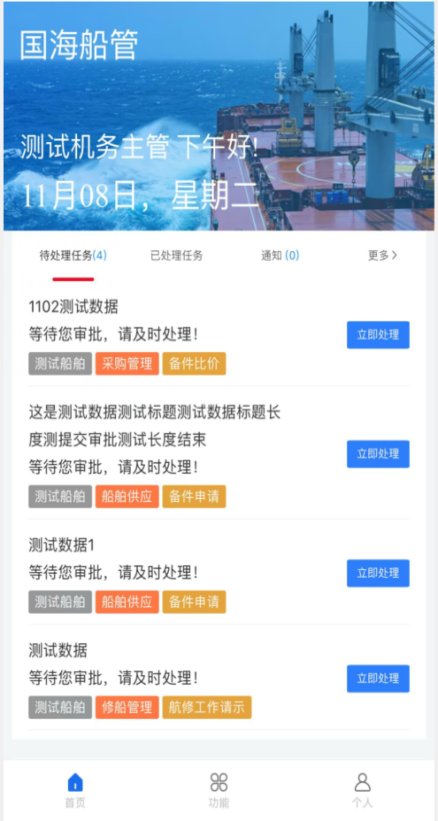 国海船管
测试机务主管 下午好!
11月08日，星期二
待处理任务(4) 已处理任务 通知 (0) 更多
1102测试数据
等待您审批，请及时处理!
立即处理
测试船舶 采购管理 备件比价
这是测试数据测试标题测试数据标题长
度测提交审批测试长度结束
等待您审批，请及时处理!
立即处理
测试船舶 船舶供应 备件申请
测试数据1
等待您审批，请及时处理!
立即处理
测试船舶 船舶供应 备件申请
测试数据
等待您审批，请及时处理!
立即处理
测试船舶 修船管理 航修工作请示
首页 功能 个人